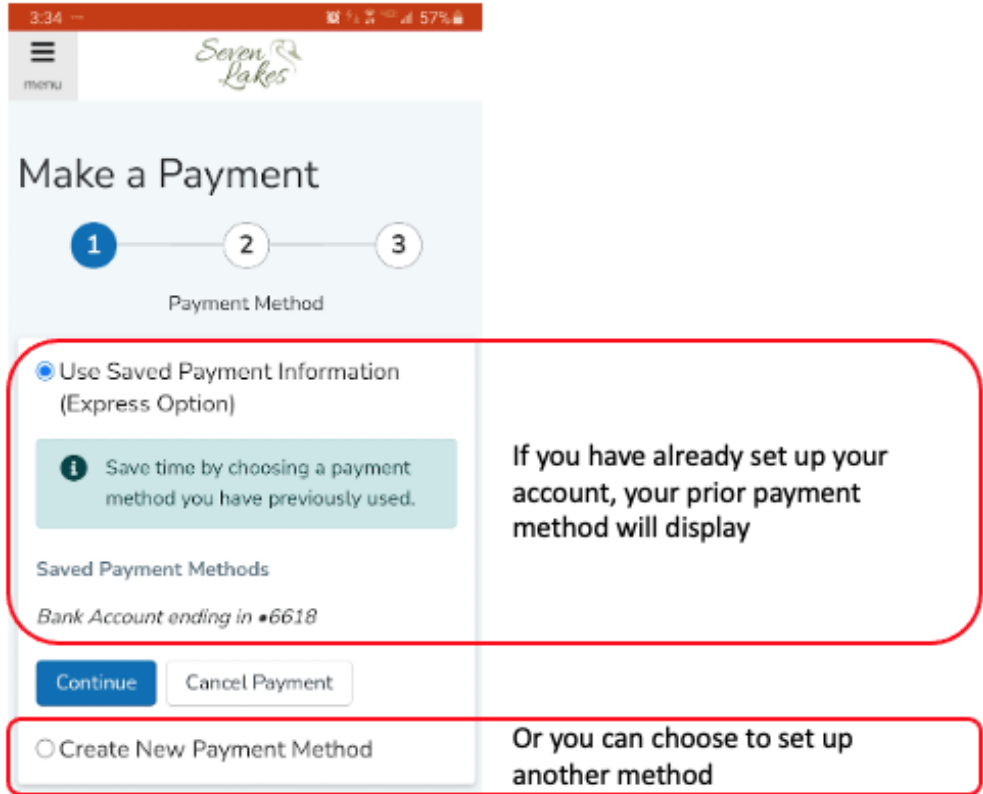 3:34
57%
menu
Seven
Lakes
Make a Payment
1
2
3
Payment Method
Use Saved Payment Information
(Express Option)
Save time by choosing a payment
method you have previously used.
Saved Payment Methods
Bank Account ending in •6618
Continue
Cancel Payment
Create New Payment Method
If you have already set up your
account, your prior payment
method will display
Or you can choose to set up
another method